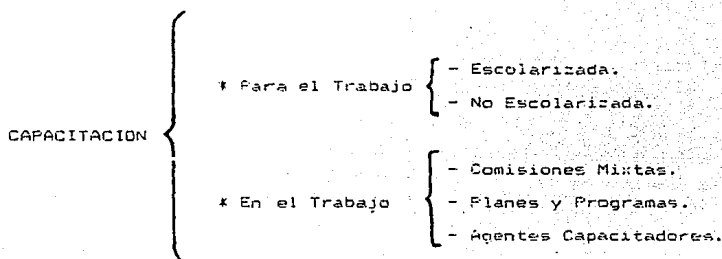 * Para el Trabajo
- Escolarizada.
- No Escolarizada.
CAPACITACION
* En el Trabajo
- Comisiones Mixtas.
- Planes y Programas.
- Agentes Capacitadores.